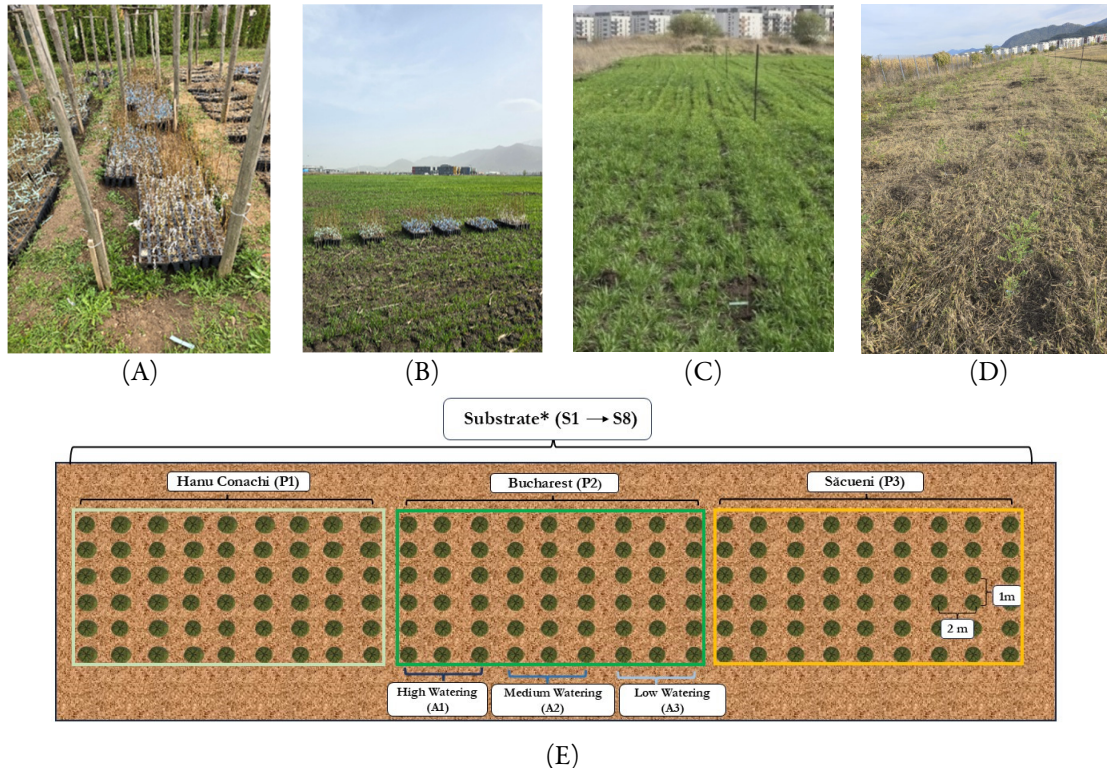 (A)
(B)
(C)
(D)
Substrate* (S1 → S8)
Hanu Conachi (P1)
Bucharest (P2)
Săcueni (P3)
1m
2 m
High Watering
(A1)
Medium Watering
(A2)
Low Watering
(A3)
(E)